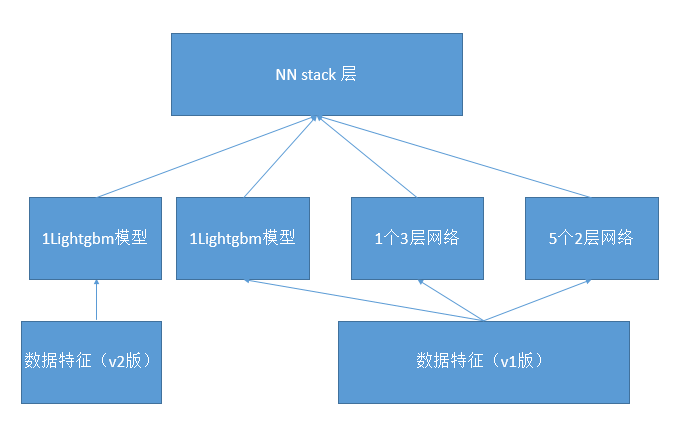 NN stack 层
1Lightgbm模型
1Lightgbm模型
1个3层网络
5个2层网络
数据特征（v2版）
数据特征（v1版）